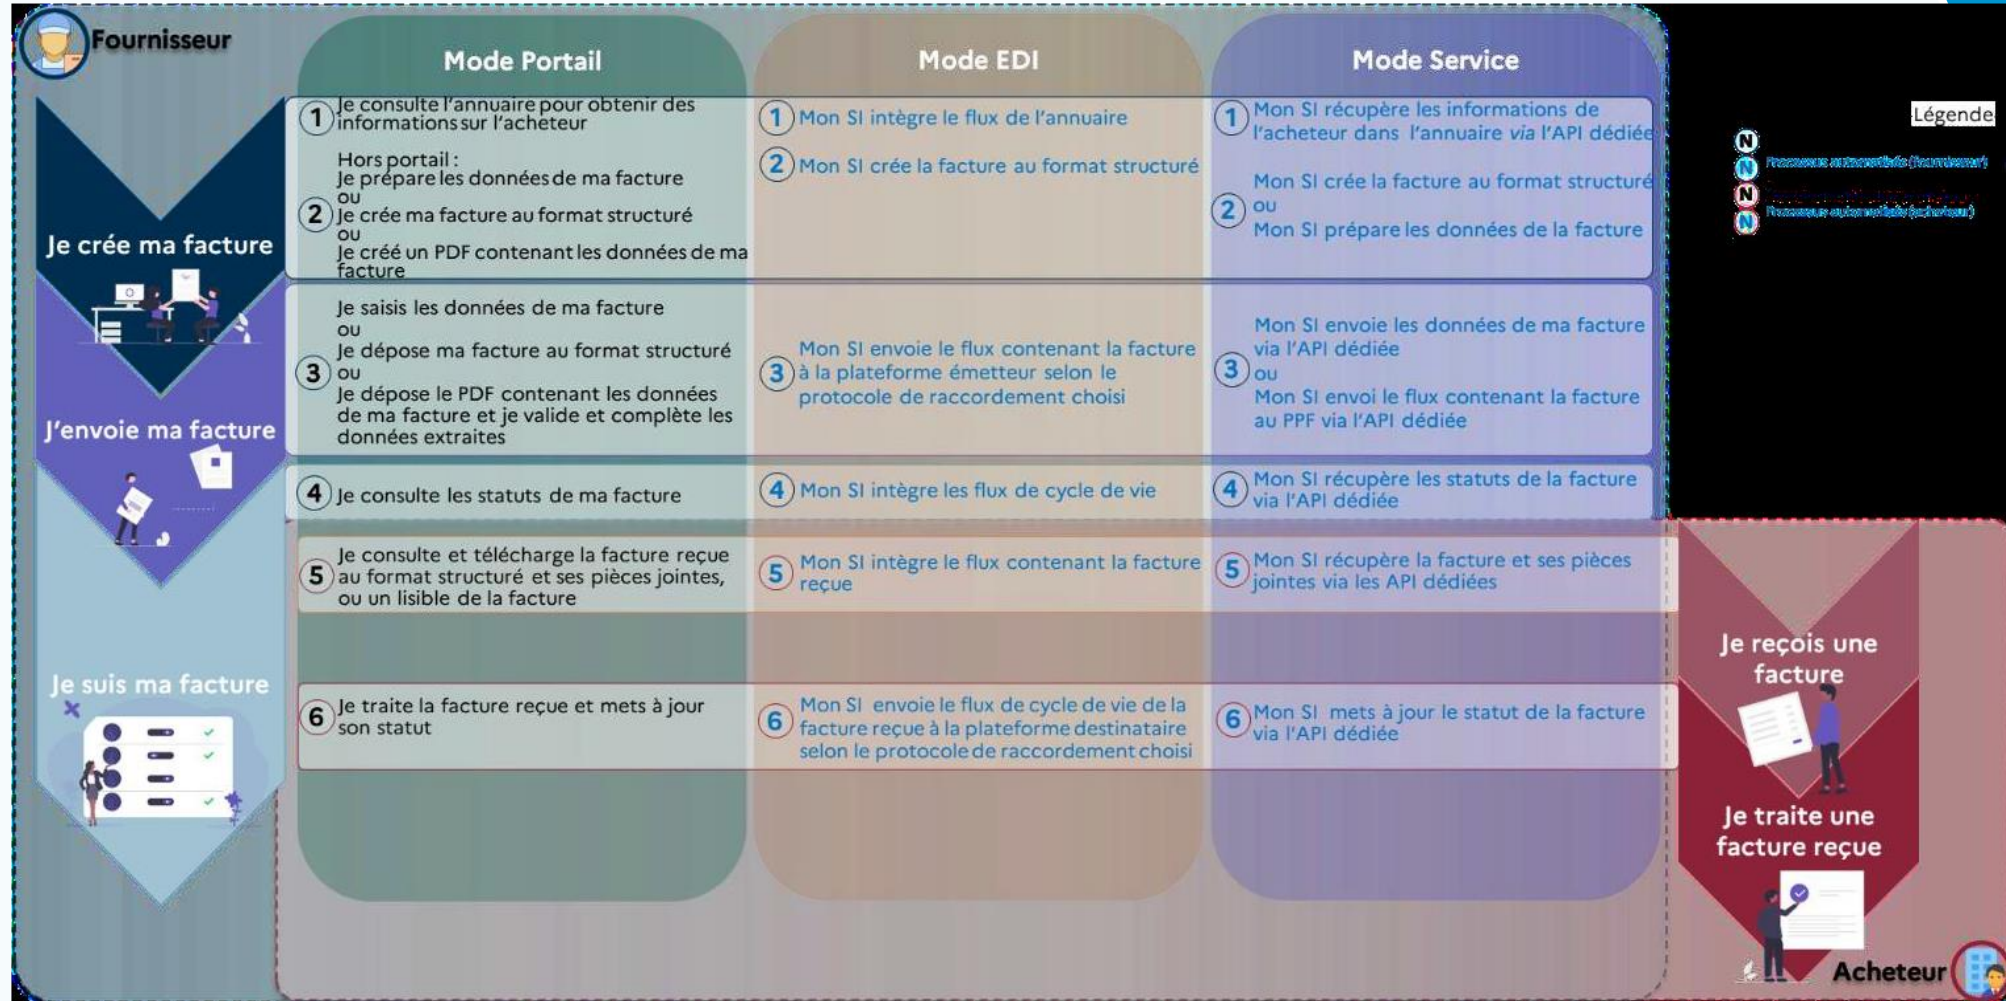 Fournisseur
Mode Portail
Mode EDI
Mode Service
Légende
N
Processus automatisés (fournisseur)
N
N
Processus automatisés (acheteur)
N
Je crée ma facture
1
Je consulte l'annuaire pour obtenir des
informations sur l'acheteur
Hors portail :
Je prépare les données de ma facture
ou
2
Je crée ma facture au format structuré
ou
Je créé un PDF contenant les données de ma
facture
1 Mon SI intègre le flux de l'annuaire
2 Mon SI crée la facture au format structuré
1
Mon SI récupère les informations de
l'acheteur dans l'annuaire via l'API dédiée
Mon SI crée la facture au format structuré
2 ou
Mon SI prépare les données de la facture
J'envoie ma facture
Je saisis les données de ma facture
ou
Je dépose ma facture au format structuré
3 ou
Je dépose le PDF contenant les données
de ma facture et je valide et complète les
données extraites
Mon SI envoie le flux contenant la facture
3 à la plateforme émetteur selon le
protocole de raccordement choisi
Mon SI envoie les données de ma facture
via l'API dédiée
3 ou
Mon SI envoi le flux contenant la facture
au PPF via l'API dédiée
4 Je consulte les statuts de ma facture
4 Mon SI intègre les flux de cycle de vie
4 Mon SI récupère les statuts de la facture
via l'API dédiée
Je suis ma facture
Je consulte et télécharge la facture reçue
5 au format structuré et ses pièces jointes,
ou un lisible de la facture
5 Mon SI intègre le flux contenant la facture
reçue
5 Mon SI récupère la facture et ses pièces
jointes via les API dédiées
Je reçois une
facture
6 Je traite la facture reçue et mets à jour
son statut
Mon SI envoie le flux de cycle de vie de la
6 facture reçue à la plateforme destinataire
selon le protocole de raccordement choisi
6 Mon SI mets à jour le statut de la facture
via l'API dédiée
Je traite une
facture reçue
Acheteur